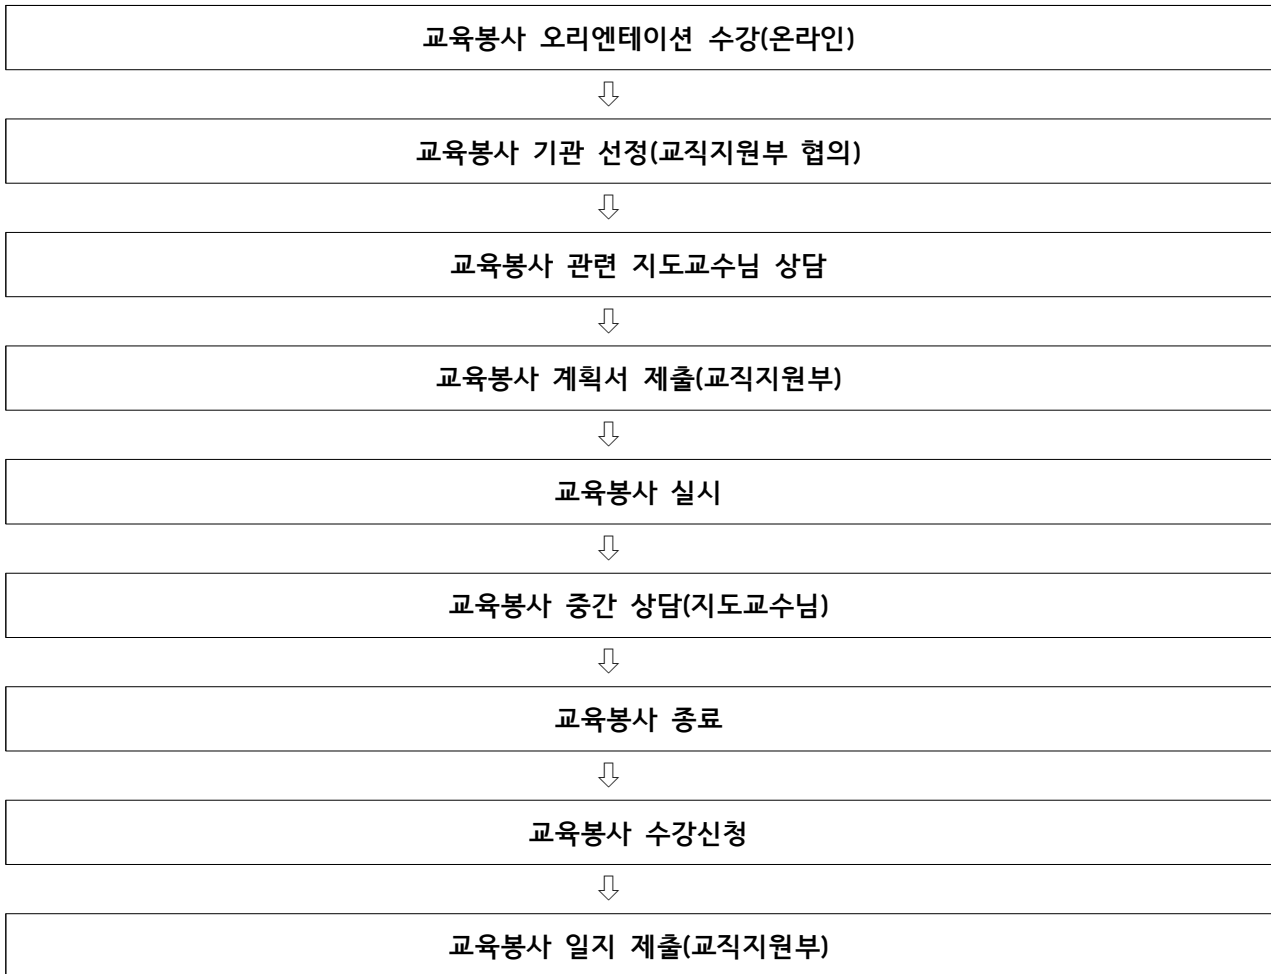 교육봉사 오리엔테이션 수강(온라인)
⇩
교육봉사 기관 선정(교직지원부 협의)
⇩
교육봉사 관련 지도교수님 상담
⇩
교육봉사 계획서 제출(교직지원부)
⇩
교육봉사 실시
⇩
교육봉사 중간 상담(지도교수님)
⇩
교육봉사 종료
⇩
교육봉사 수강신청
⇩
교육봉사 일지 제출(교직지원부)